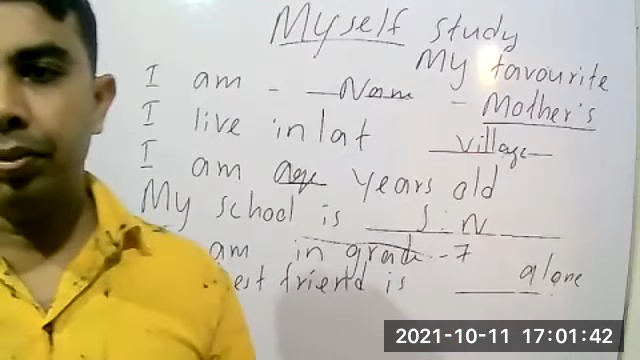 Myself study
My favourite
I am - Nam - Mother's
I live in lat village
I am age years old
My school is S.N
am in grade - 7
est friend is alone
2021-10-11 17:01:42